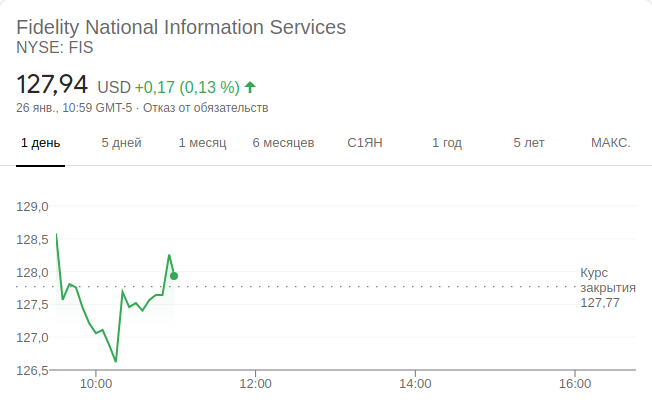 Fidelity National Information Services
NYSE: FIS
127,94 USD +0,17 (0,13 %)
26 янв., 10:59 GMT-5 · Отказ от обязательств
1 день 5 дней 1 месяц 6 месяцев С1ЯН 1 год 5 лет МАКС.
129,0
128,5
128,0
127,5
127,0
126,5
Курс
закрытия
127,77
10:00 12:00 14:00 16:00